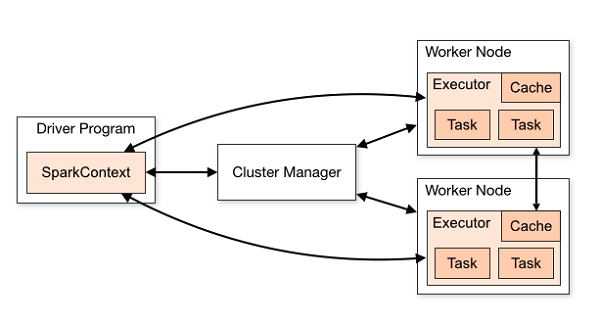 Driver Program
SparkContext
Cluster Manager
Worker Node
Executor
Cache
Task
Task
Worker Node
Executor
Cache
Task
Task